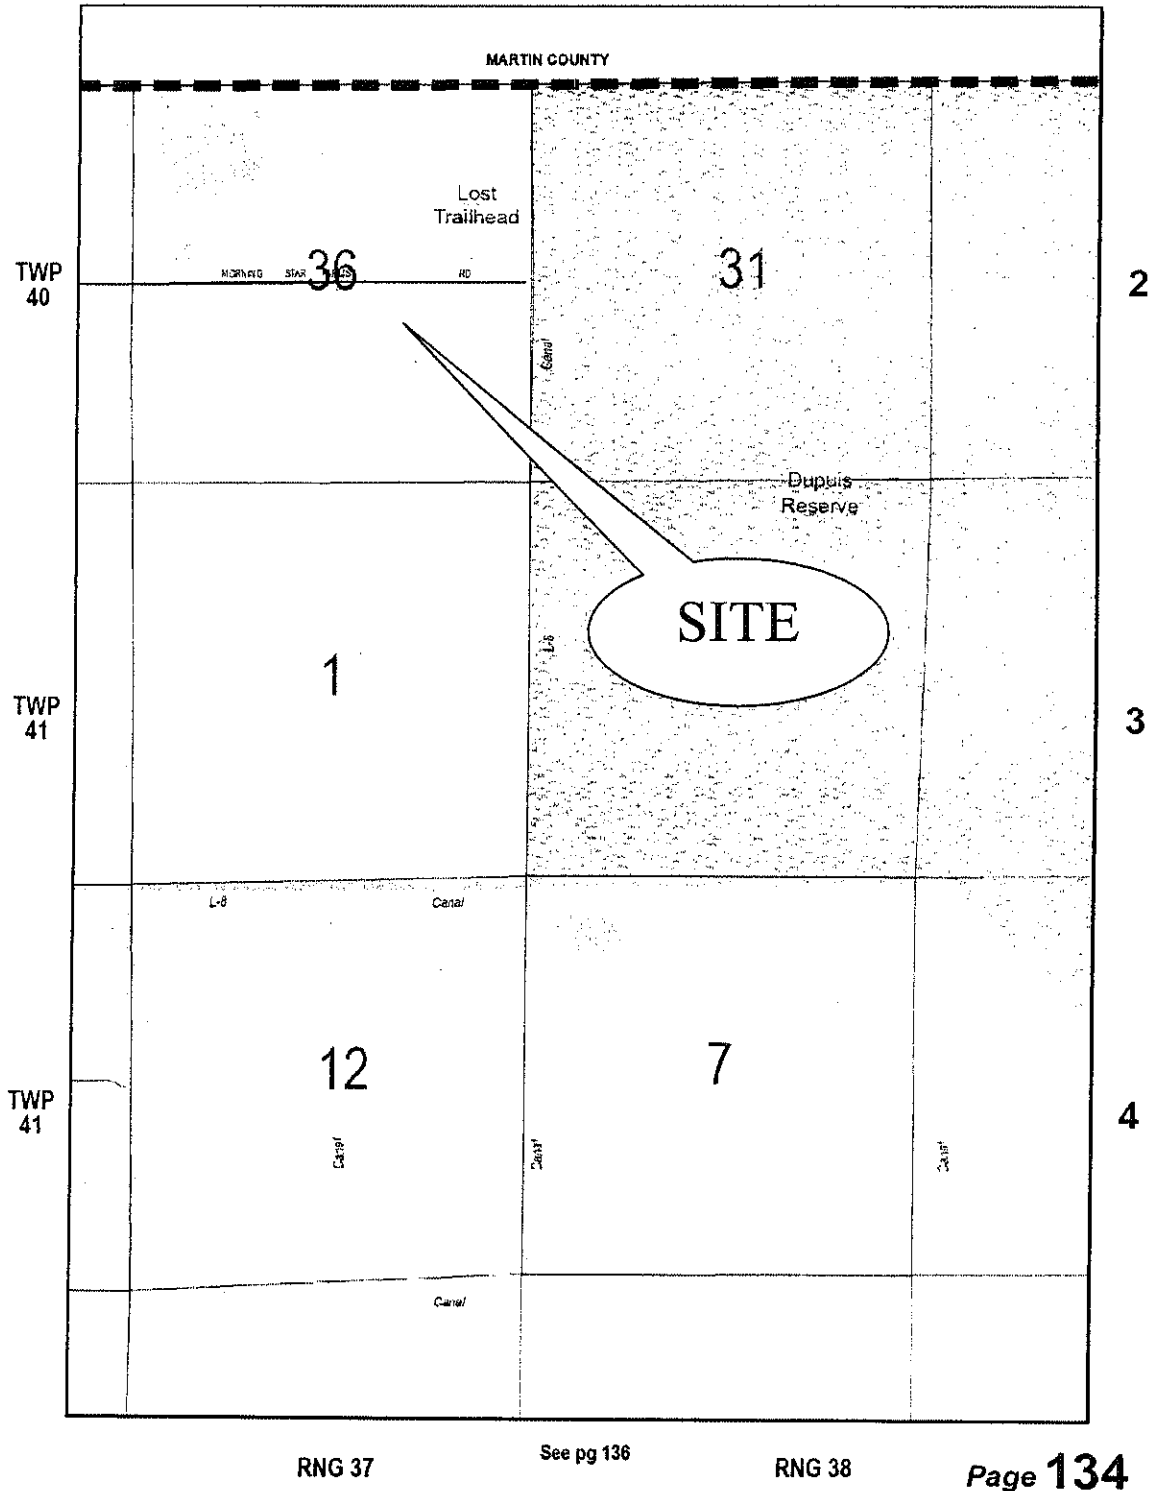 MARTIN COUNTY
Lost
Trailhead
TWP
40
MORNING STAR
RD
36
31
2
Canal
Dupuis
Reserve
SITE
L-8
1
TWP
41
3
L-8
Canal
12
7
TWP
41
4
Canal
Canal
Canal
Canal
See pg 136
RNG 37
RNG 38
Page 134